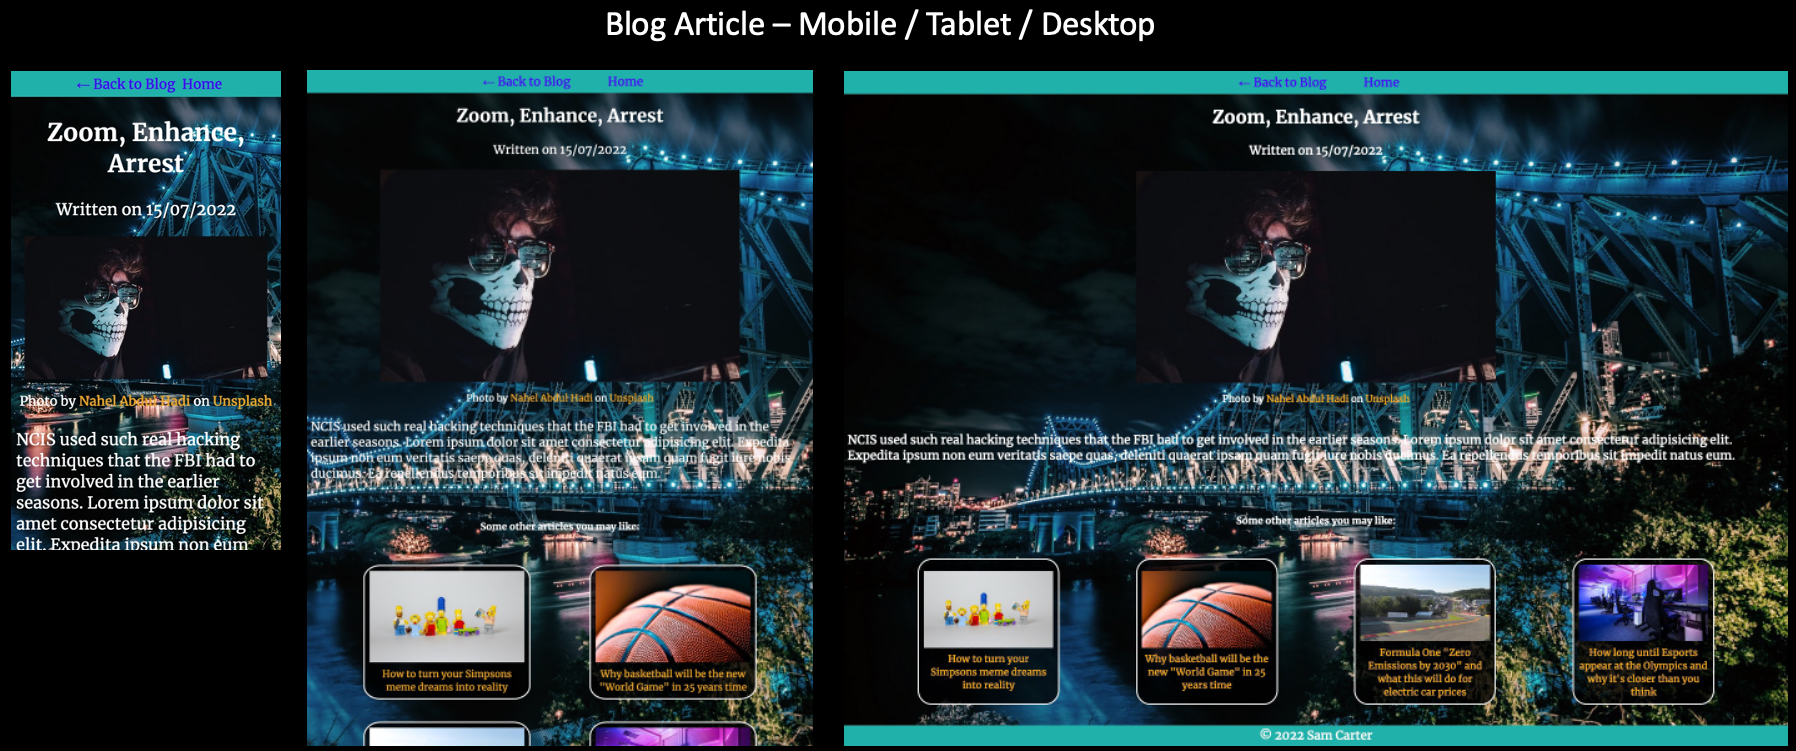 Blog Article – Mobile / Tablet / Desktop
← Back to Blog Home
Zoom, Enhance,
Arrest
Written on 15/07/2022
Photo by Nahel Abdul Hadi on Unsplash
NCIS used such real hacking
techniques that the FBI had to
get involved in the earlier
seasons. Lorem ipsum dolor sit
amet consectetur adipisicing
elit. Expedita ipsum non eum
← Back to Blog Home
Zoom, Enhance, Arrest
Written on 15/07/2022
Photo by Nahel Abdul Hadi on Unsplash
NCIS used such real hacking techniques that the FBI had to get involved in the
earlier seasons. Lorem ipsum dolor sit amet consectetur adipisicing elit. Expedita
ipsum non eum veritatis saepe quas, deleniti quaerat ipsam quam fugit iure nobis
ducimus. Ea repellendus temporibus sit impedit natus eum.
Some other articles you may like:
How to turn your Simpsons
meme dreams into reality
Why basketball will be the new
"World Game" in 25 years time
← Back to Blog Home
Zoom, Enhance, Arrest
Written on 15/07/2022
Photo by Nahel Abdul Hadi on Unsplash
NCIS used such real hacking techniques that the FBI had to get involved in the earlier seasons. Lorem ipsum dolor sit amet consectetur adipisicing elit.
Expedita ipsum non eum veritatis saepe quas, deleniti quaerat ipsam quam fugit iure nobis ducimus. Ea repellendus temporibus sit impedit natus eum.
Some other articles you may like:
How to turn your
Simpsons meme dreams
into reality
Why basketball will be the
new "World Game" in 25
years time
Formula One "Zero
Emissions by 2030" and
what this will do for
electric car prices
How long until Esports
appear at the Olympics and
why it's closer than you
think
© 2022 Sam Carter